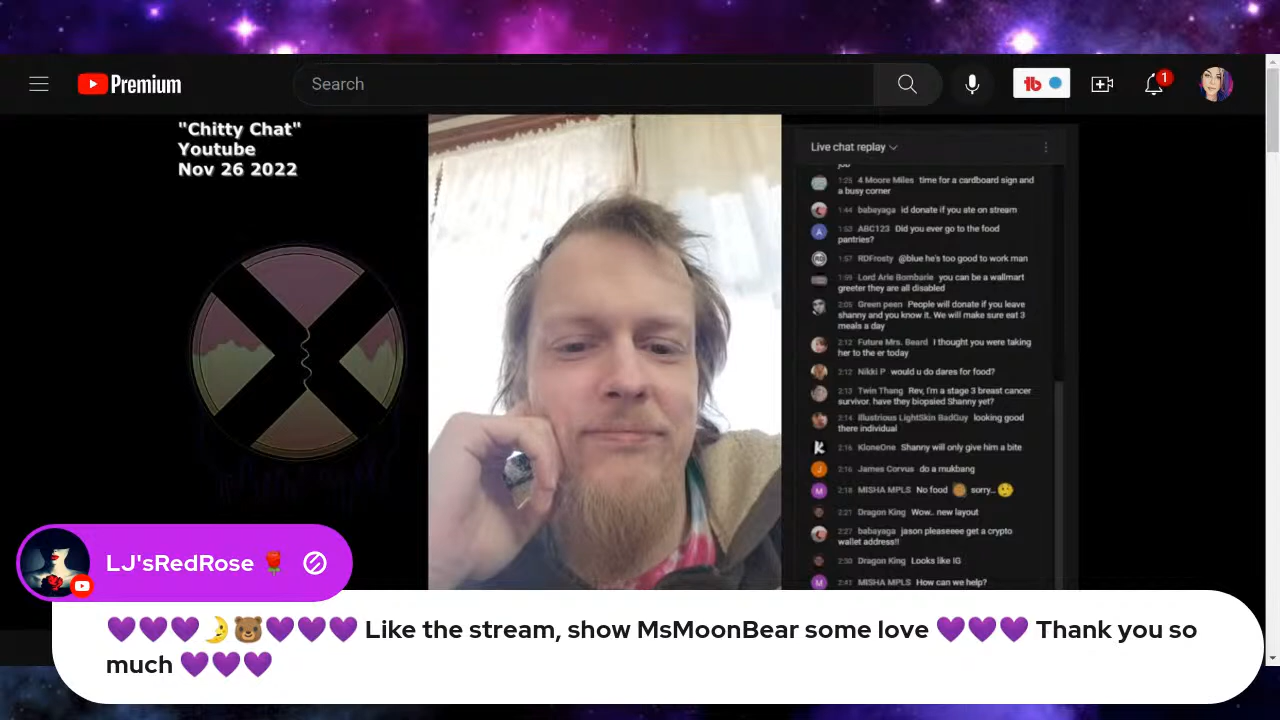 Premium
Search
1
"Chitty Chat"
Youtube
Nov 26 2022
Live chat replay
job
1:25 4 Moore Miles time for a cardboard sign and
a busy corner
1:44 babayaga id donate if you ate on stream
1:52 ABC123 Did you ever go to the food
pantries?
1:57 RDFrosty @blue he's too good to work man
1:59 Lord Arie Bombarie you can be a wallmart
greeter they are all disabled
2:05 Green peen People will donate if you leave
shanny and you know it. We will make sure eat 3
meals a day
2:12 Future Mrs. Beard I thought you were taking
her to the er today
2:12 Nikki P would u do dares for food?
2:13 Twin Thang Rev, I'm a stage 3 breast cancer
survivor. have they biopsied Shanny yet?
2:14 Illustrious LightSkin BadGuy looking good
there individual
2:16 KloneOne Shanny will only give him a bite
2:16 James Corvus do a mukbang
2:18 MISHA MPLS No food 🥘 sorry...🤨
2:21 Dragon King Wow.. new layout
2:27 babayaga jason pleaseeee get a crypto
wallet address!!
2:30 Dragon King Looks like IG
2:41 MISHA MPLS How can we help?
LJ'sRedRose 🌹
💜💜💜🌛🐻💜💜💜 Like the stream, show MsMoonBear some love 💜💜💜 Thank you so
much 💜💜💜